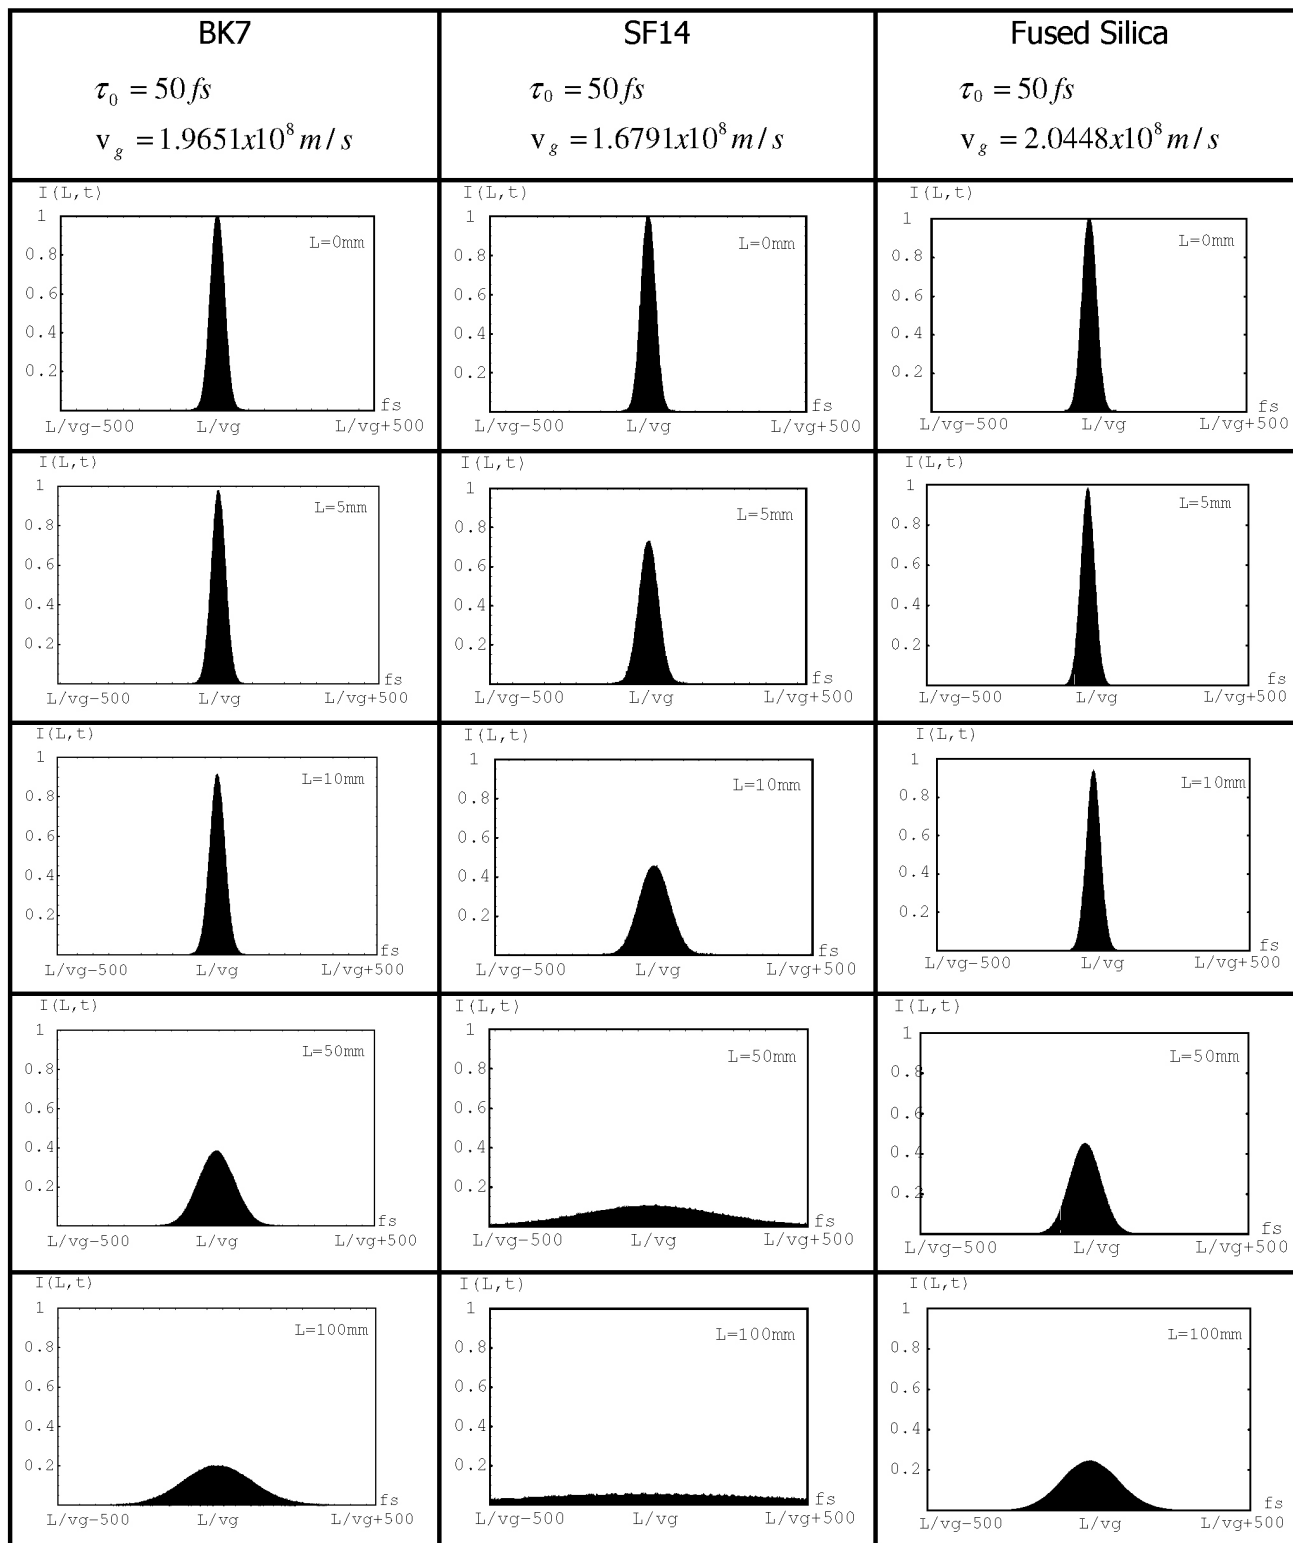 BK7
τ₀ = 50 fs
v_g = 1.9651x10⁸ m/s
SF14
τ₀ = 50 fs
v_g = 1.6791x10⁸ m/s
Fused Silica
τ₀ = 50 fs
v_g = 2.0448x10⁸ m/s
I(L,t)
1
L=0mm
0.8
0.6
0.4
0.2
fs
L/vg-500 L/vg L/vg+500
I(L,t)
1
L=0mm
0.8
0.6
0.4
0.2
fs
L/vg-500 L/vg L/vg+500
I(L,t)
1
L=0mm
0.8
0.6
0.4
0.2
fs
L/vg-500 L/vg L/vg+500
I(L,t)
1
L=5mm
0.8
0.6
0.4
0.2
fs
L/vg-500 L/vg L/vg+500
I(L,t)
1
L=5mm
0.8
0.6
0.4
0.2
fs
L/vg-500 L/vg L/vg+500
I(L,t)
1
L=5mm
0.8
0.6
0.4
0.2
fs
L/vg-500 L/vg L/vg+500
I(L,t)
1
L=10mm
0.8
0.6
0.4
0.2
fs
L/vg-500 L/vg L/vg+500
I(L,t)
1
L=10mm
0.8
0.6
0.4
0.2
fs
L/vg-500 L/vg L/vg+500
I(L,t)
1
L=10mm
0.8
0.6
0.4
0.2
fs
L/vg-500 L/vg L/vg+500
I(L,t)
1
L=50mm
0.8
0.6
0.4
0.2
fs
L/vg-500 L/vg L/vg+500
I(L,t)
1
L=50mm
0.8
0.6
0.4
0.2
fs
L/vg-500 L/vg L/vg+500
I(L,t)
1
L=50mm
0.8
0.6
0.4
0.2
fs
L/vg-500 L/vg L/vg+500
I(L,t)
1
L=100mm
0.8
0.6
0.4
0.2
fs
L/vg-500 L/vg L/vg+500
I(L,t)
1
L=100mm
0.8
0.6
0.4
0.2
fs
L/vg-500 L/vg L/vg+500
I(L,t)
1
L=100mm
0.8
0.6
0.4
0.2
fs
L/vg-500 L/vg L/vg+500